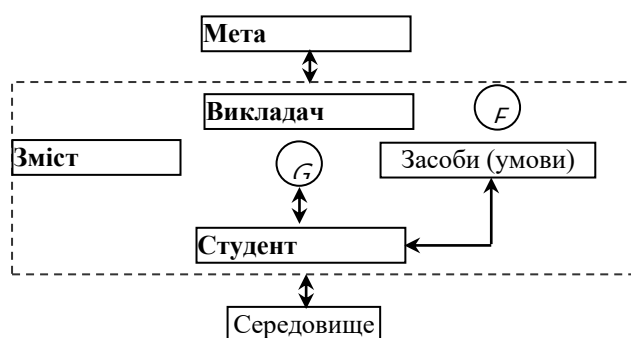 Мета
Викладач
E
Зміст
G
Засоби (умови)
Студент
Середовище